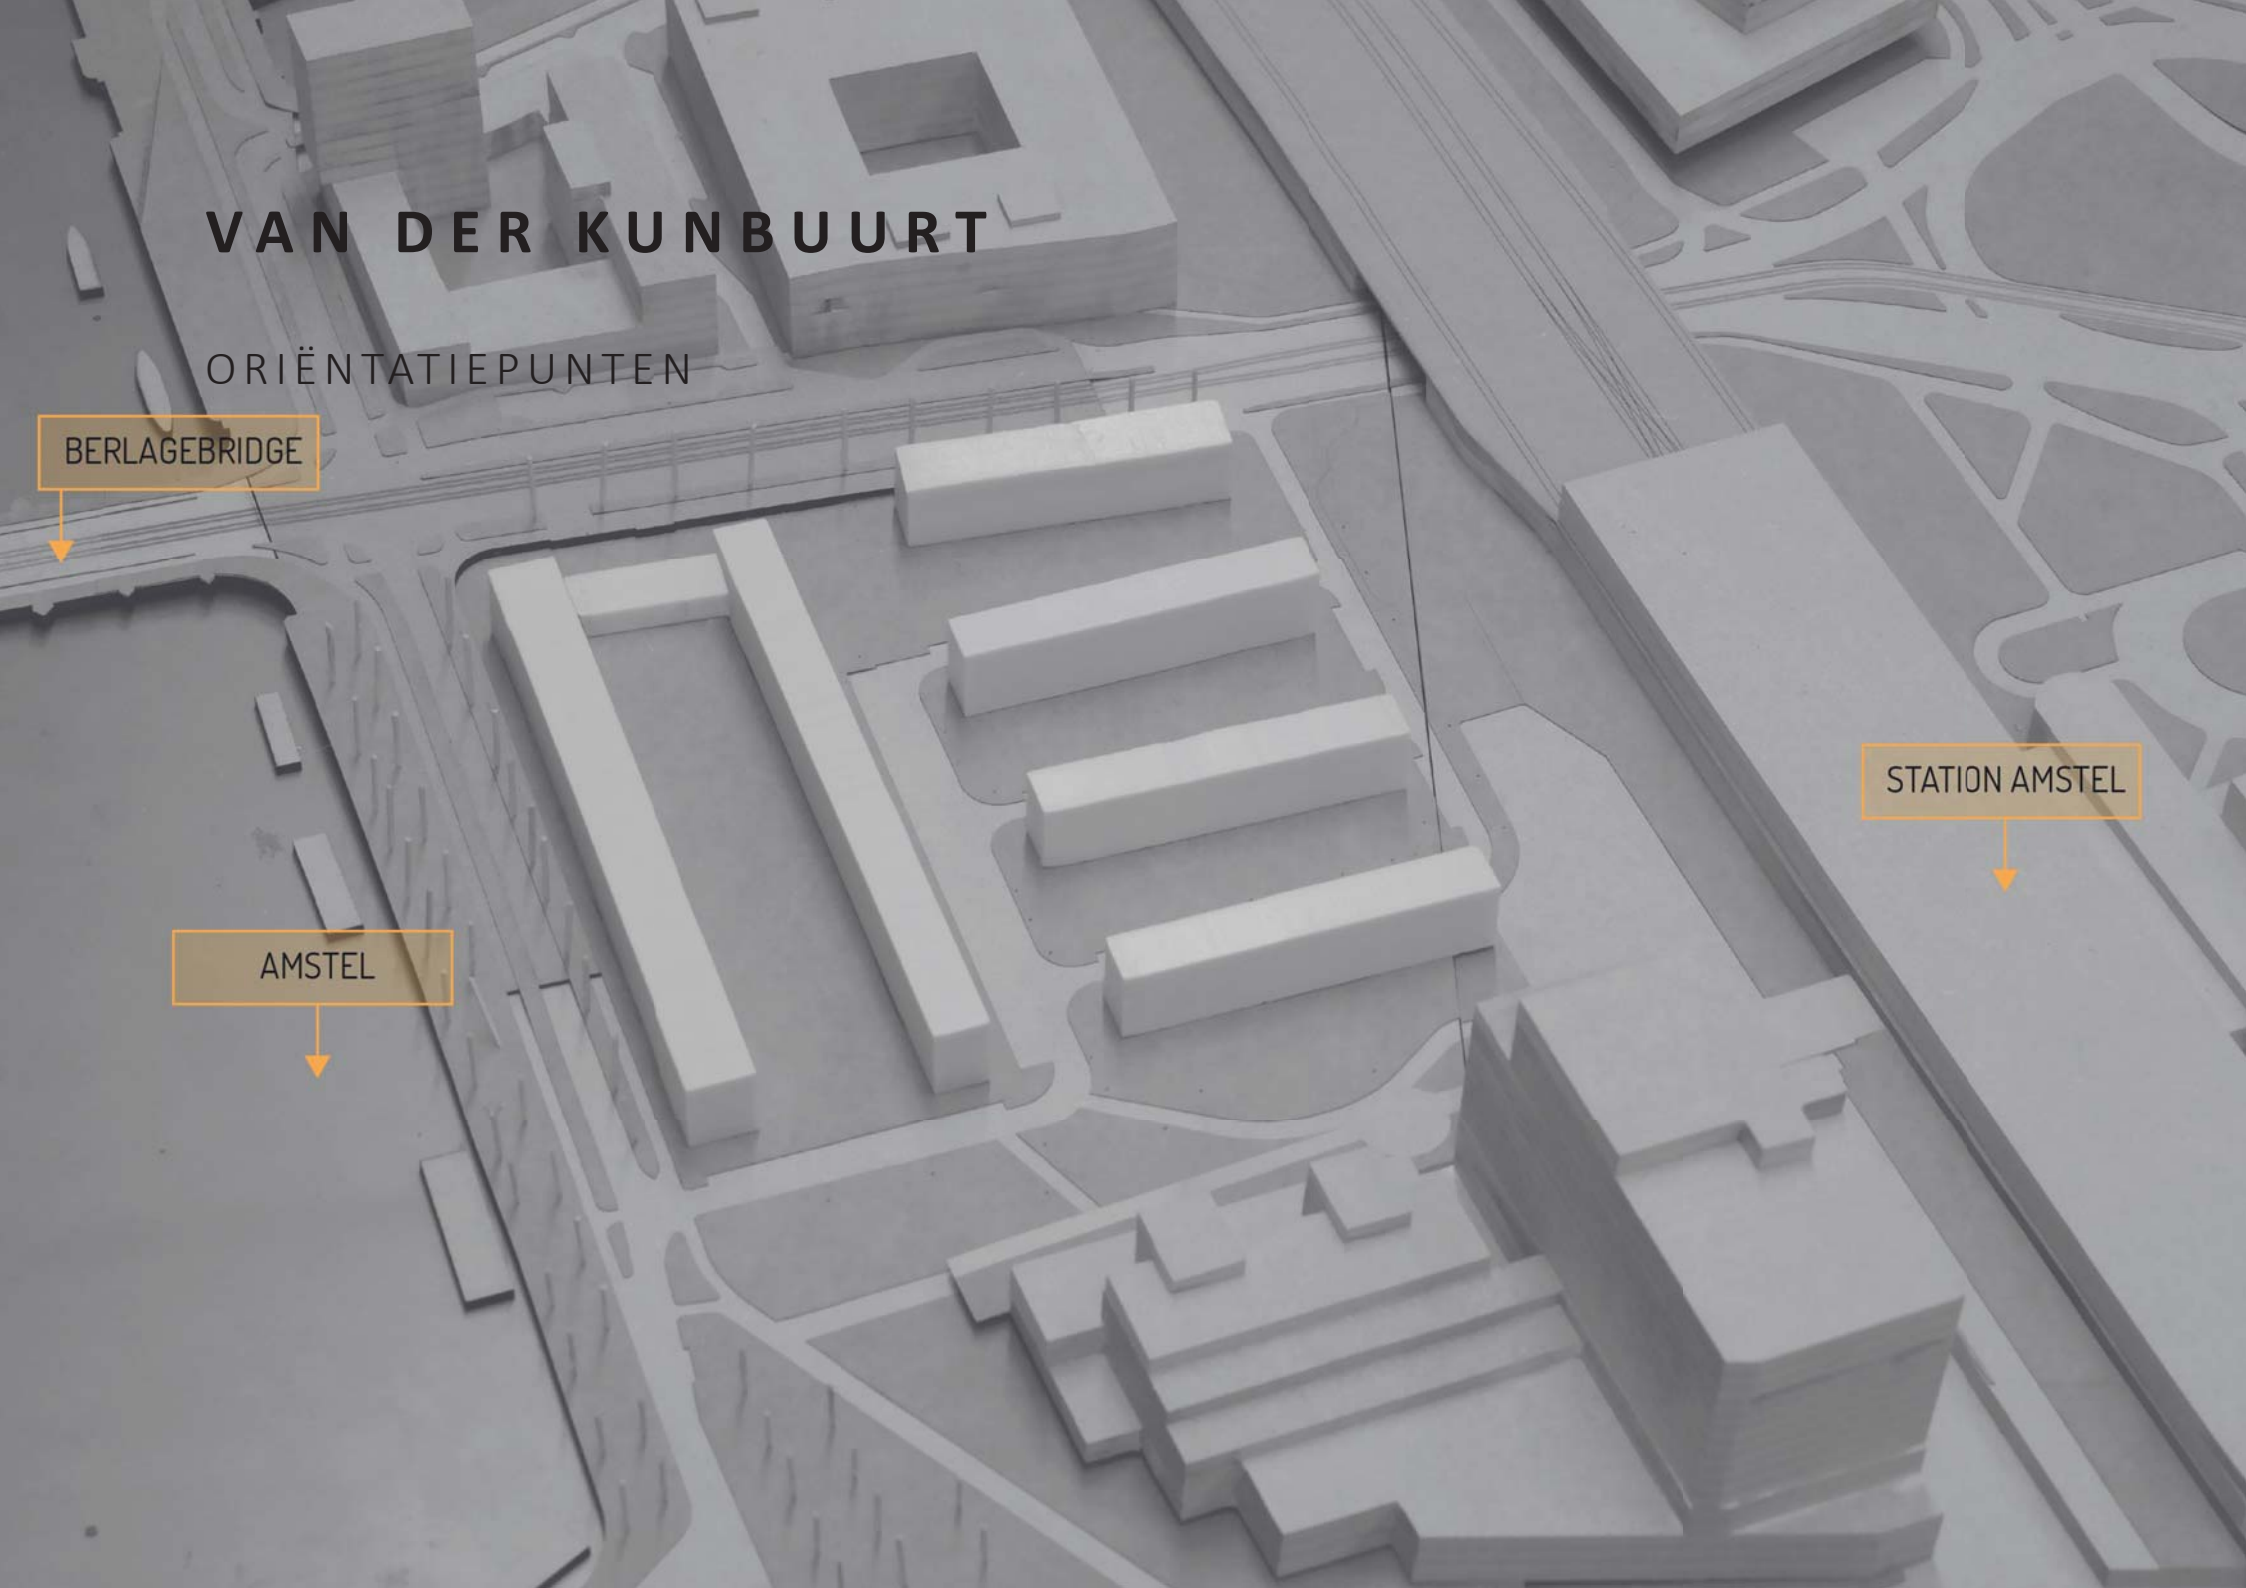 VAN DER KUNBUURT
ORIËNTATIEPUNTEN
BERLAGEBRIDGE
STATION AMSTEL
AMSTEL